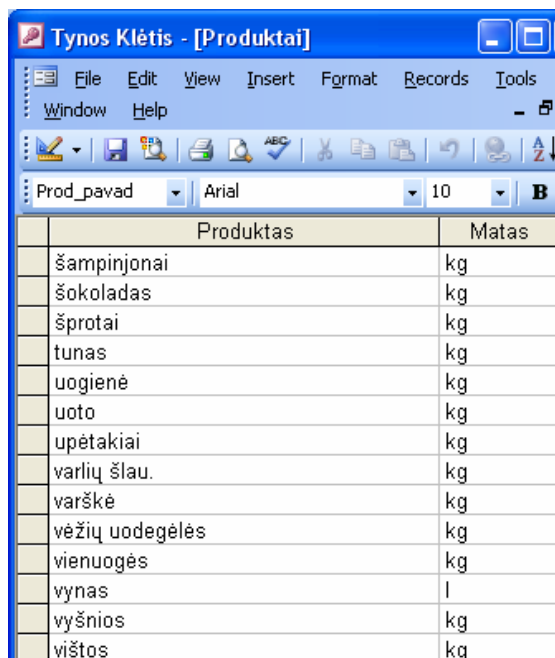 Tynos Klėtis - [Produktai]
File Edit View Insert Format Records Tools
Window Help
ABC A Z
Prod_pavad Arial 10 B
Produktas Matas
šampinjonai kg
šokoladas kg
šprotai kg
tunas kg
uogienė kg
uoto kg
upėtakiai kg
varlių šlau. kg
varškė kg
vėžių uodegėlės kg
vienuogės kg
vynas l
vyšnios kg
vištos kg